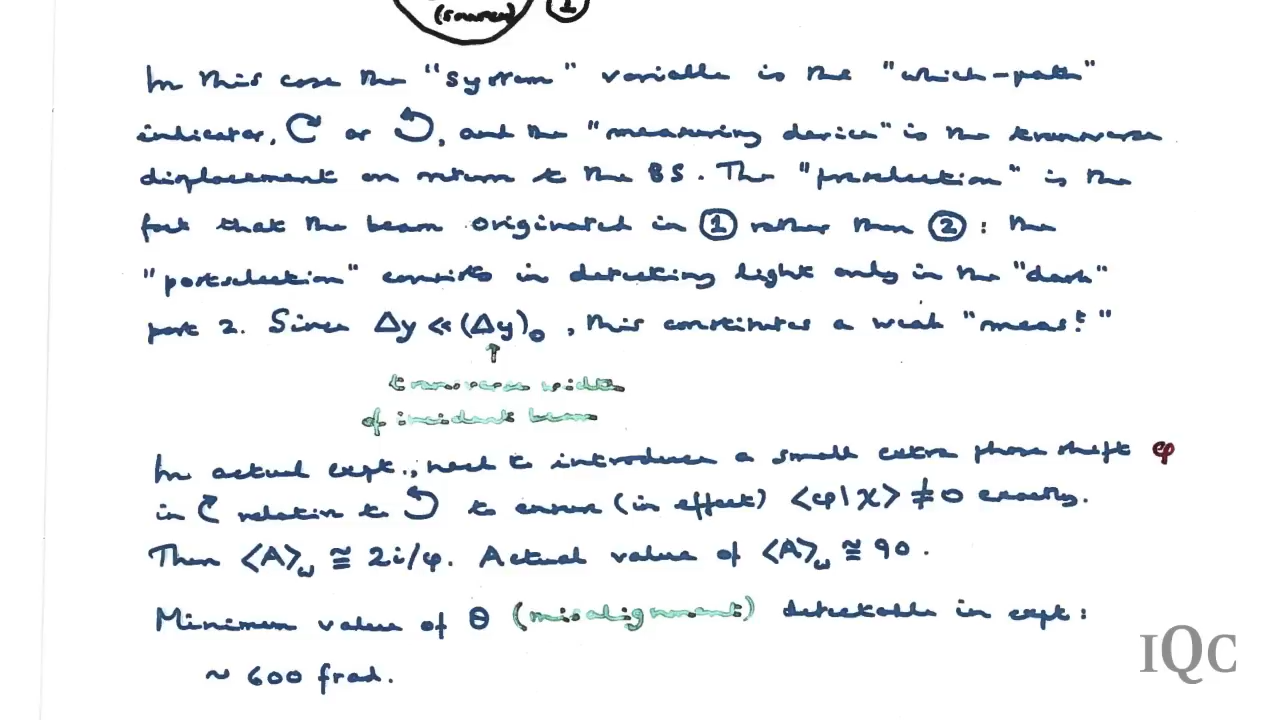 (source) ①
In this case the "system" variable is the "which-path"
indicator, ↻ or ↺, and the "measuring device" is the transverse
displacement on return to the BS. The "preselection" is the
fact that the beam originated in ① rather than ② : the
"postselection" consists in detecting light only in the "dark"
port 2. Since Δy << (Δy)₀, this constitutes a weak "meas.t"
↑
transverse width
of incident beam
In actual expt., need to introduce a small extra phase shift φ
in ↻ relative to ↺ to ensure (in effect) <φ|χ> ≠ 0 exactly.
Then <A>w ≅ 2i/φ. Actual value of <A>w ≅ 90.
Minimum value of θ (misalignment) detectable in expt:
~ 600 frad.
IQC